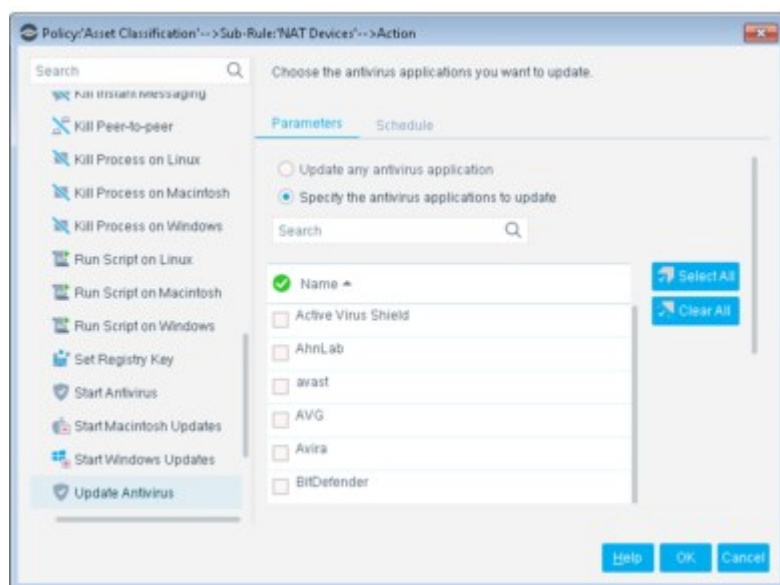 Policy:'Asset Classification'-->Sub-Rule:'NAT Devices'-->Action
Search
Kill Instant Messaging
Kill Peer-to-peer
Kill Process on Linux
Kill Process on Macintosh
Kill Process on Windows
Run Script on Linux
Run Script on Macintosh
Run Script on Windows
Set Registry Key
Start Antivirus
Start Macintosh Updates
Start Windows Updates
Update Antivirus
Choose the antivirus applications you want to update.
Parameters Schedule
Update any antivirus application
Specify the antivirus applications to update
Search
Name
Active Virus Shield
AhnLab
avast
AVG
Avira
BitDefender
Select All
Clear All
Help OK Cancel